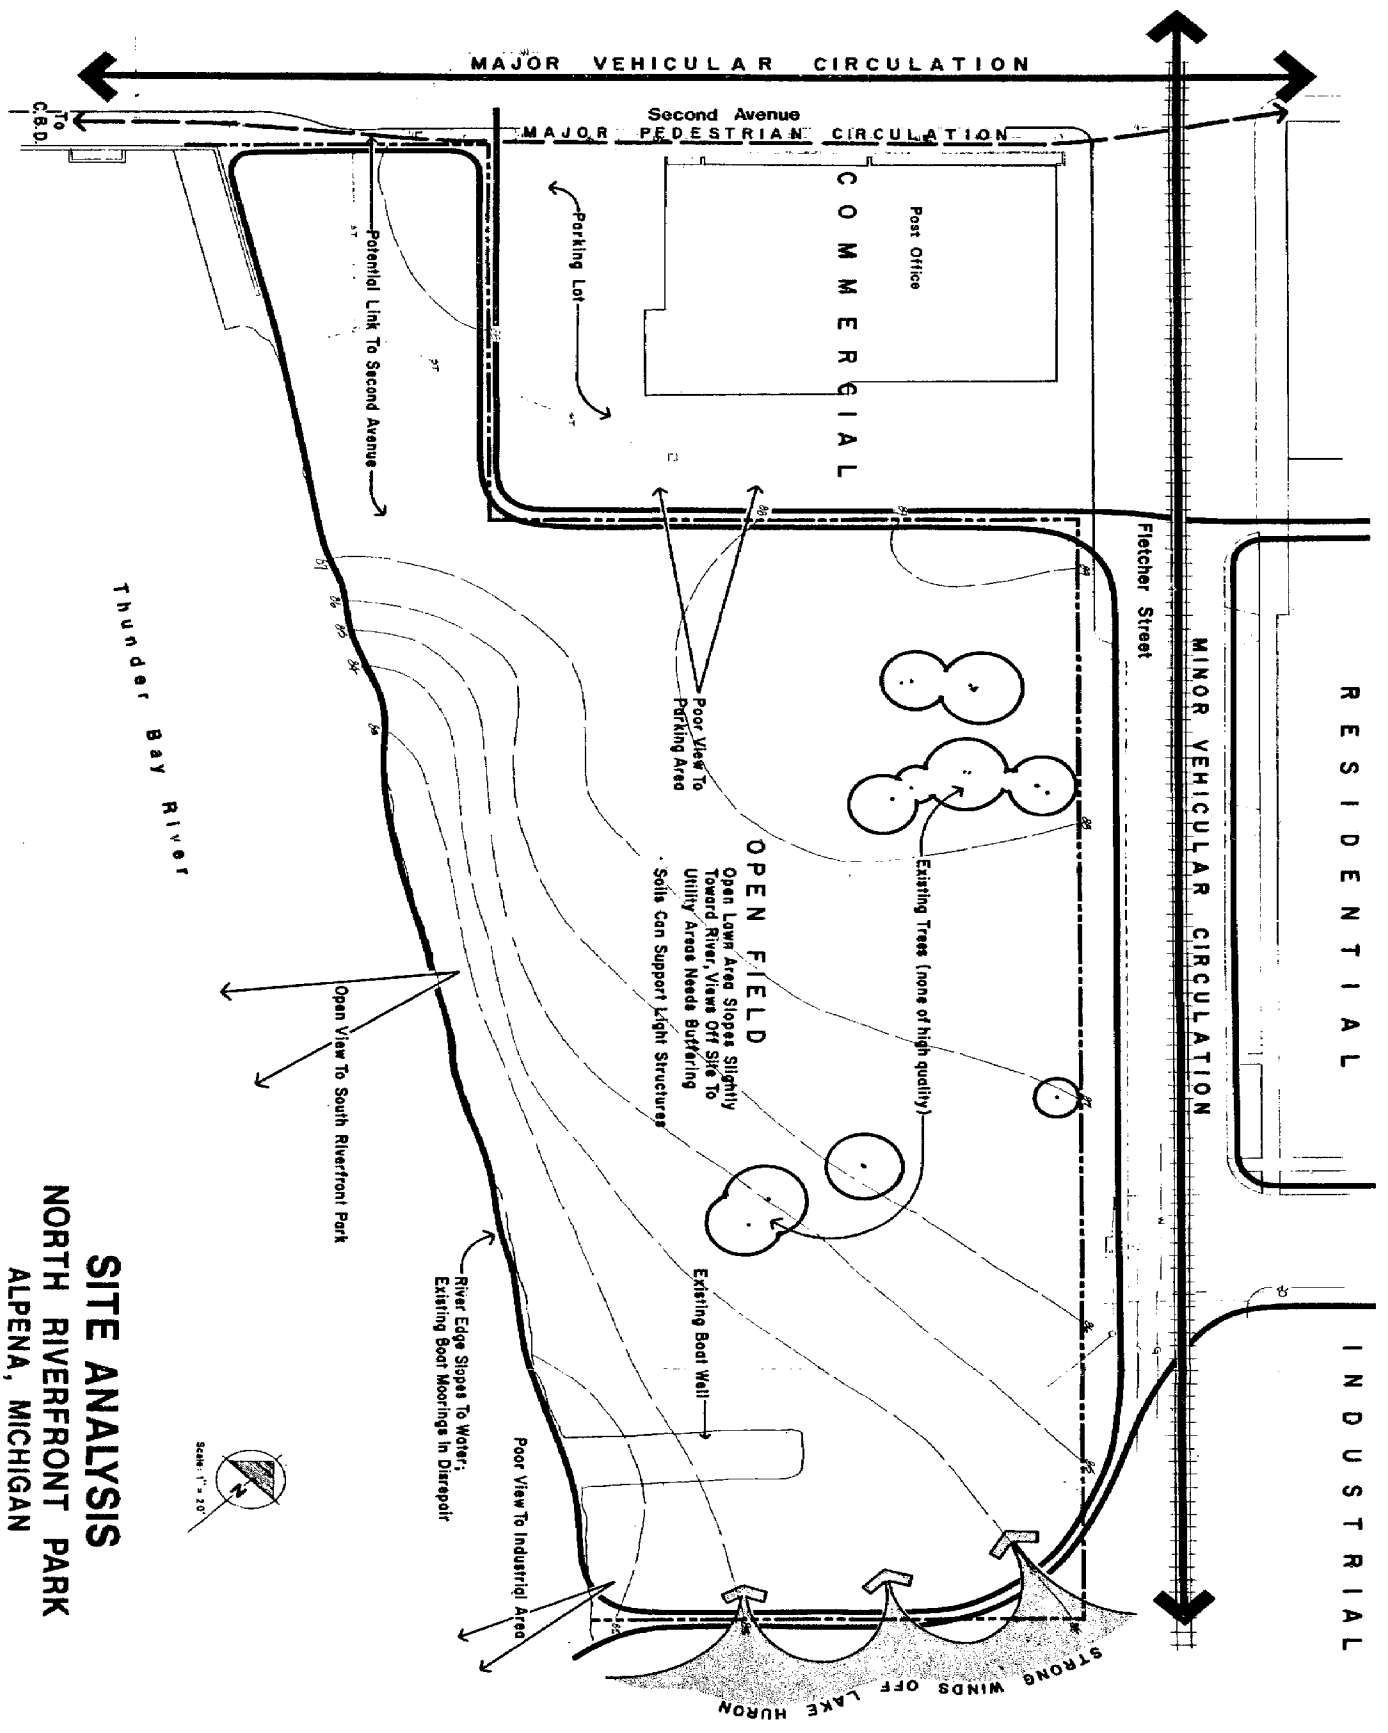 MAJOR VEHICULAR CIRCULATION
Second Avenue
MAJOR PEDESTRIAN CIRCULATION
To
C.B.D.
COMMERCIAL
Post Office
Parking Lot
Potential Link To Second Avenue
Fletcher Street
MINOR VEHICULAR CIRCULATION
RESIDENTIAL
INDUSTRIAL
Poor View To
Parking Area
Existing Trees (none of high quality)
OPEN FIELD
Open Lawn Area Slopes Slightly
Toward River, Views Off Site To
Utility Areas Needs Buffering
Soils Can Support Light Structures
Thunder Bay River
Open View To South Riverfront Park
Existing Boat Well
River Edge Slopes To Water;
Existing Boat Moorings In Disrepair
Poor View To Industrial Area
STRONG WINDS OFF LAKE HURON
N
Scale: 1" = 20'
SITE ANALYSIS
NORTH RIVERFRONT PARK
ALPENA, MICHIGAN